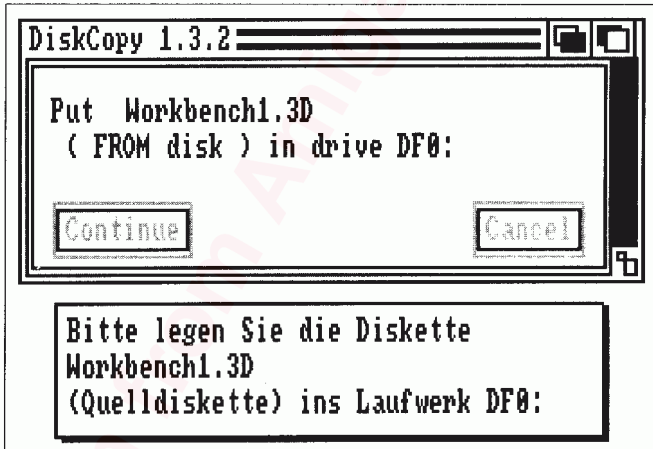 DiskCopy 1.3.2
Put Workbench1.3D
( FROM disk ) in drive DF0:
Continue Cancel
Bitte legen Sie die Diskette
Workbench1.3D
(Quelldiskette) ins Laufwerk DF0: